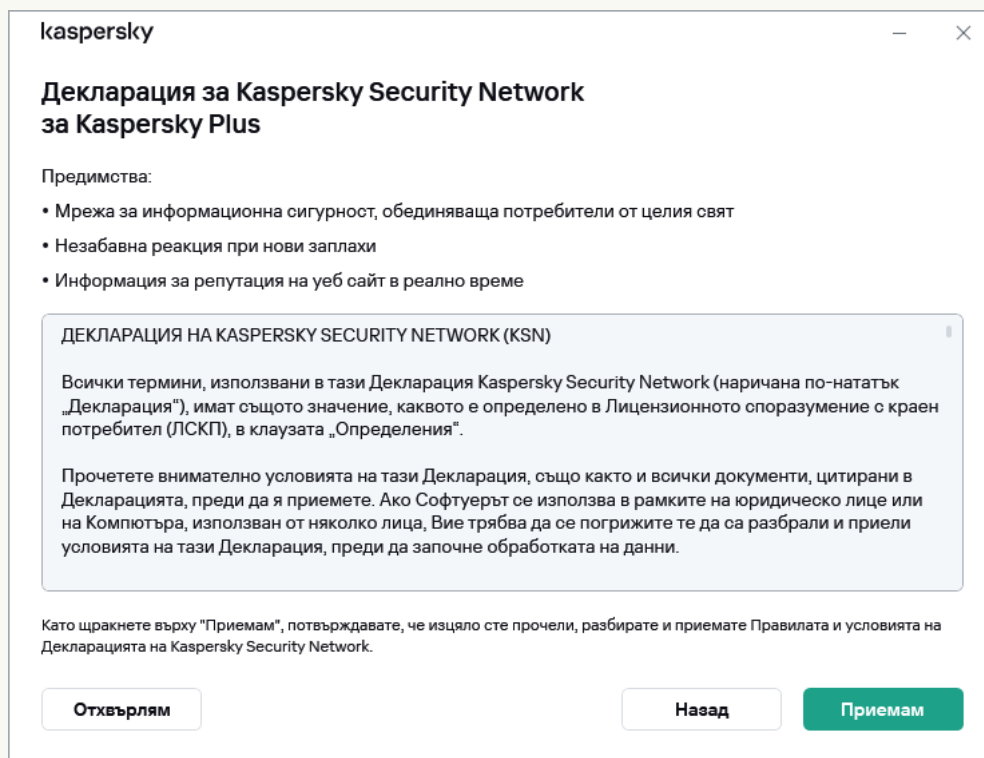 kaspersky
Декларация за Kaspersky Security Network
за Kaspersky Plus
Предимства:
• Мрежа за информационна сигурност, обединяваща потребители от целия свят
• Незабавна реакция при нови заплахи
• Информация за репутация на уеб сайт в реално време
ДЕКЛАРАЦИЯ НА KASPERSKY SECURITY NETWORK (KSN)
Всички термини, използвани в тази Декларация Kaspersky Security Network (наричана по-нататък
„Декларация“), имат същото значение, каквото е определено в Лицензионното споразумение с краен
потребител (ЛСКП), в клаузата „Определения“.
Прочетете внимателно условията на тази Декларация, също както и всички документи, цитирани в
Декларацията, преди да я приемете. Ако Софтуерът се използва в рамките на юридическо лице или
на Компютъра, използван от няколко лица, Вие трябва да се погрижите те да са разбрали и приели
условията на тази Декларация, преди да започне обработката на данни.
Като щракнете върху "Приемам", потвърждавате, че изцяло сте прочели, разбирате и приемате Правилата и условията на
Декларацията на Kaspersky Security Network.
Отхвърлям
Назад
Приемам